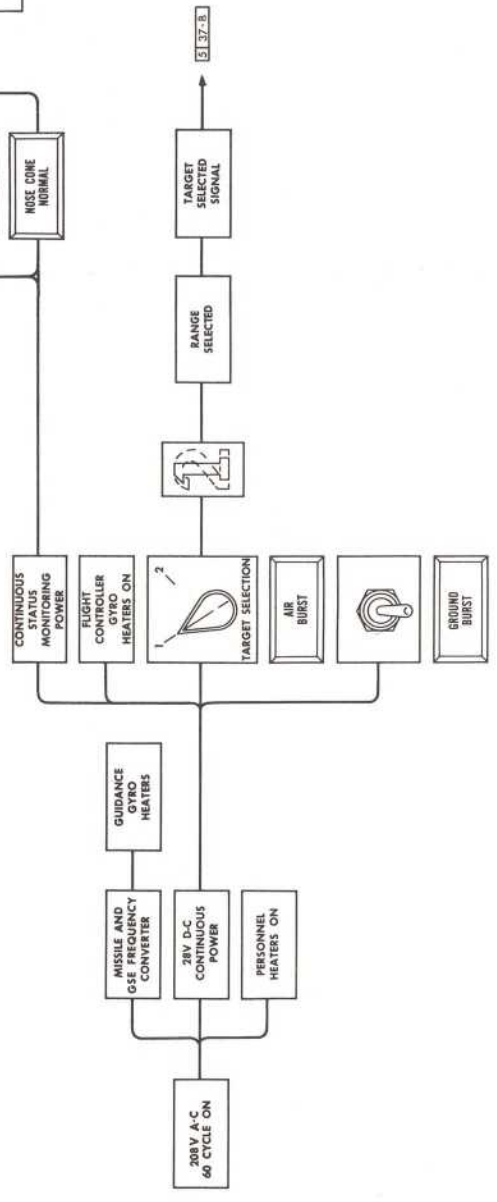 208V A-C
60 CYCLE ON
MISSILE AND
GSE FREQUENCY
CONVERTER
GUIDANCE
GYRO
HEATERS
28V D-C
CONTINUOUS
POWER
PERSONNEL
HEATERS ON
CONTINUOUS
STATUS
MONITORING
POWER
FLIGHT
CONTROLLER
GYRO
HEATERS ON
1 2
TARGET SELECTION
AIR
BURST
GROUND
BURST
NOSE CONE
NORMAL
1 2
RANGE
SELECTED
TARGET
SELECTED
SIGNAL
5 37-8